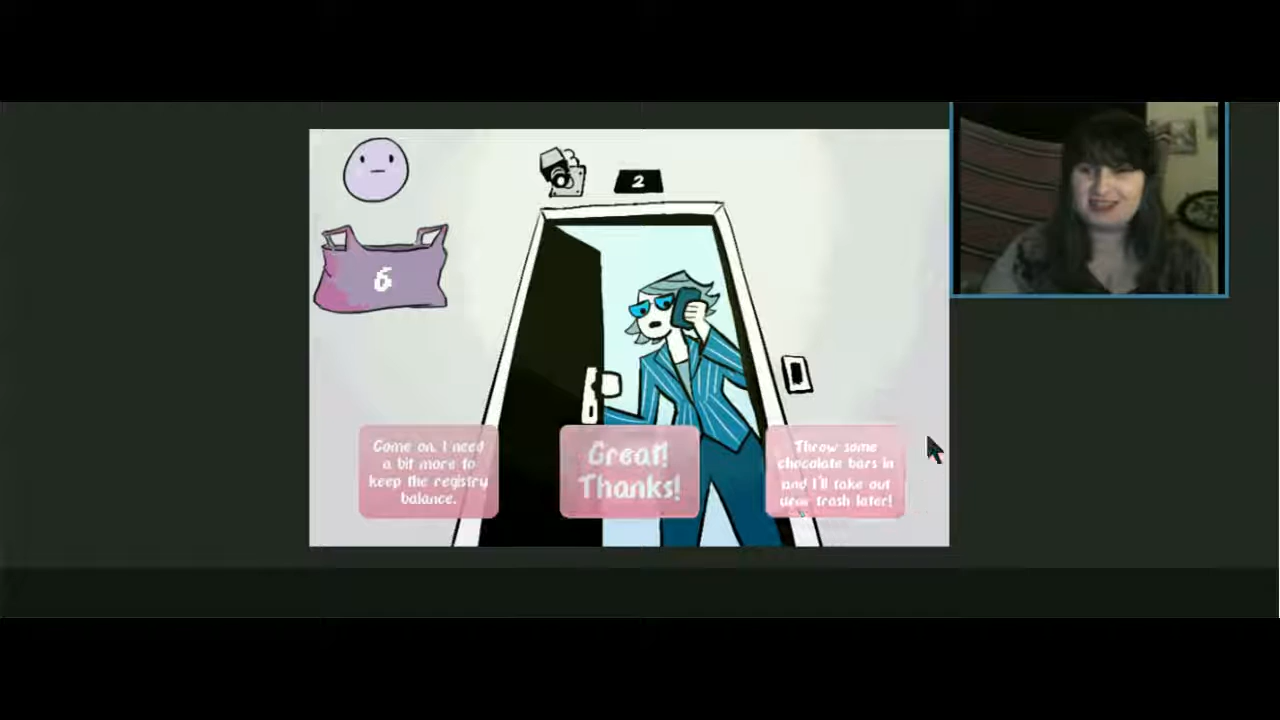 2
6
Come on, I need
a bit more to
keep the registry
balance.
Great!
Thanks!
Throw some
chocolate bars in
and I'll take out
your trash later!